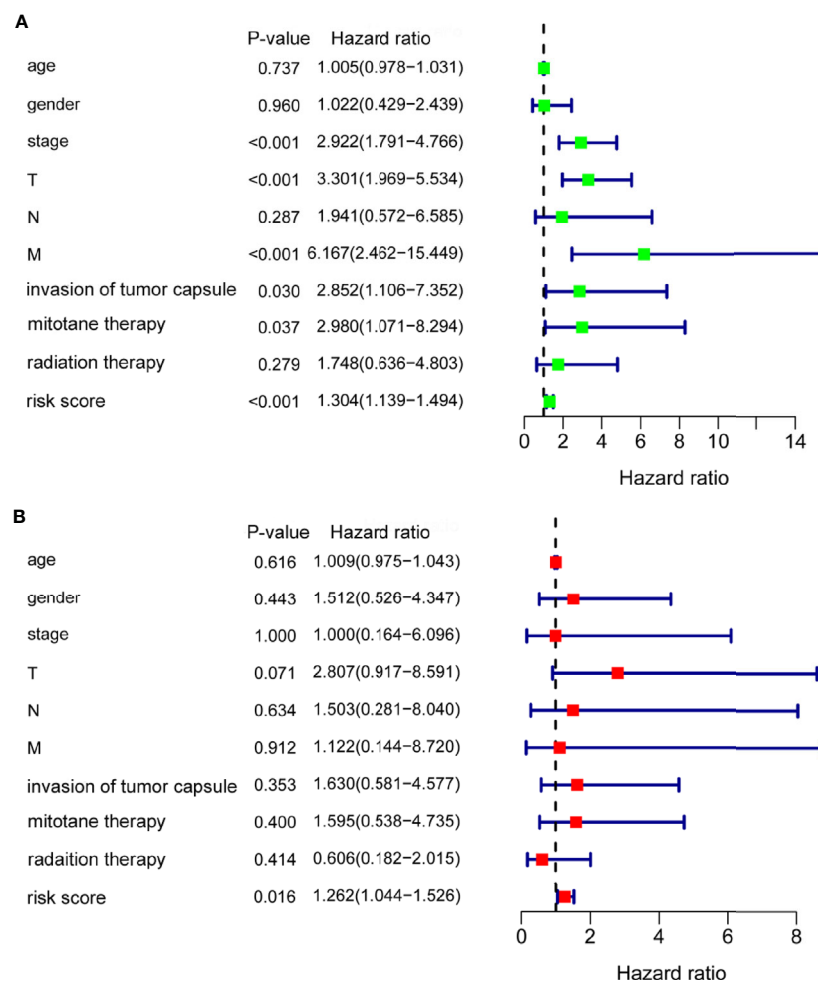 A
P-value Hazard ratio
age 0.737 1.005(0.978−1.031)
gender 0.960 1.022(0.429−2.439)
stage <0.001 2.922(1.791−4.766)
T <0.001 3.301(1.969−5.534)
N 0.287 1.941(0.572−6.585)
M <0.001 6.167(2.462−15.449)
invasion of tumor capsule 0.030 2.852(1.106−7.352)
mitotane therapy 0.037 2.980(1.071−8.294)
radiation therapy 0.279 1.748(0.636−4.803)
risk score <0.001 1.304(1.139−1.494)
0 2 4 6 8 10 14
Hazard ratio
B
P-value Hazard ratio
age 0.616 1.009(0.975−1.043)
gender 0.443 1.512(0.526−4.347)
stage 1.000 1.000(0.164−6.096)
T 0.071 2.807(0.917−8.591)
N 0.634 1.503(0.281−8.040)
M 0.912 1.122(0.144−8.720)
invasion of tumor capsule 0.353 1.630(0.581−4.577)
mitotane therapy 0.400 1.595(0.538−4.735)
radaition therapy 0.414 0.606(0.182−2.015)
risk score 0.016 1.262(1.044−1.526)
0 2 4 6 8
Hazard ratio